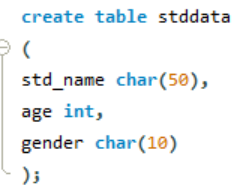 create table stddata
(
std_name char(50),
age int,
gender char(10)
);